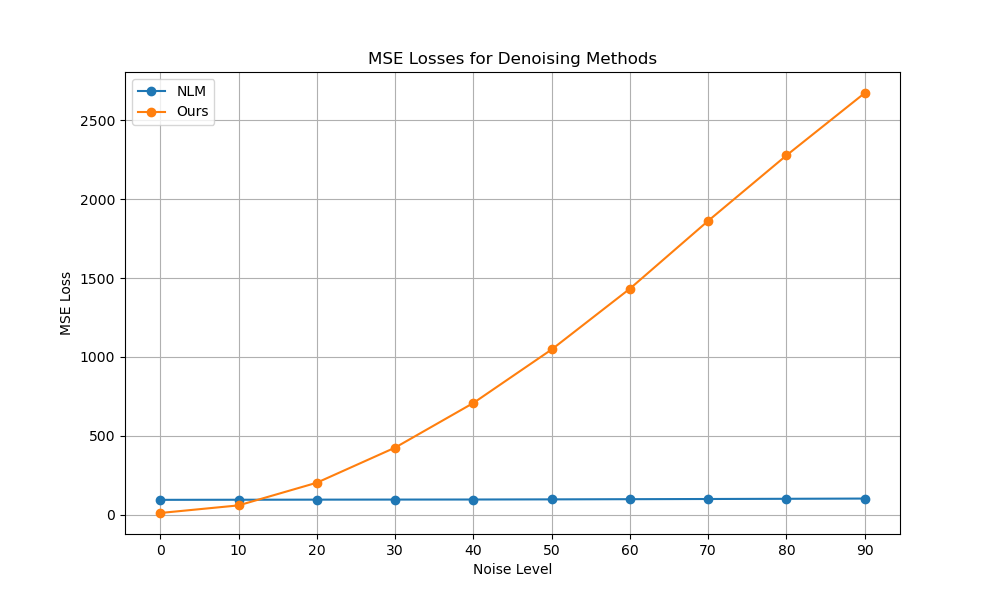 MSE Losses for Denoising Methods
NLM
Ours
MSE Loss
2500
2000
1500
1000
500
0
0 10 20 30 40 50 60 70 80 90
Noise Level